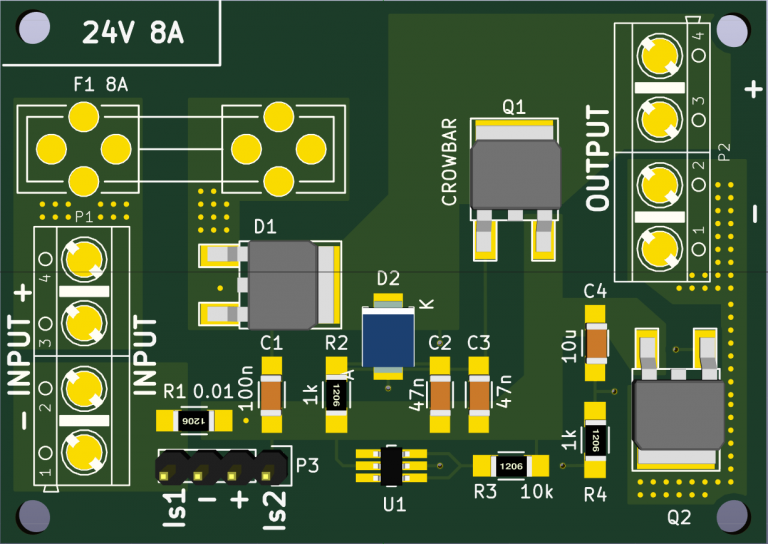 24V 8A
F1 8A
Q1
CROWBAR
OUTPUT
4
3
2
1
P2
+
-
P1
4
3
2
1
- INPUT +
INPUT
D1
D2
K
A
C1
100n
R2
1k
1206
C2
47n
C3
47n
C4
10u
R1 0.01
1206
P3
Is1
-
+
Is2
U1
R3
1206
10k
1k
1206
R4
Q2